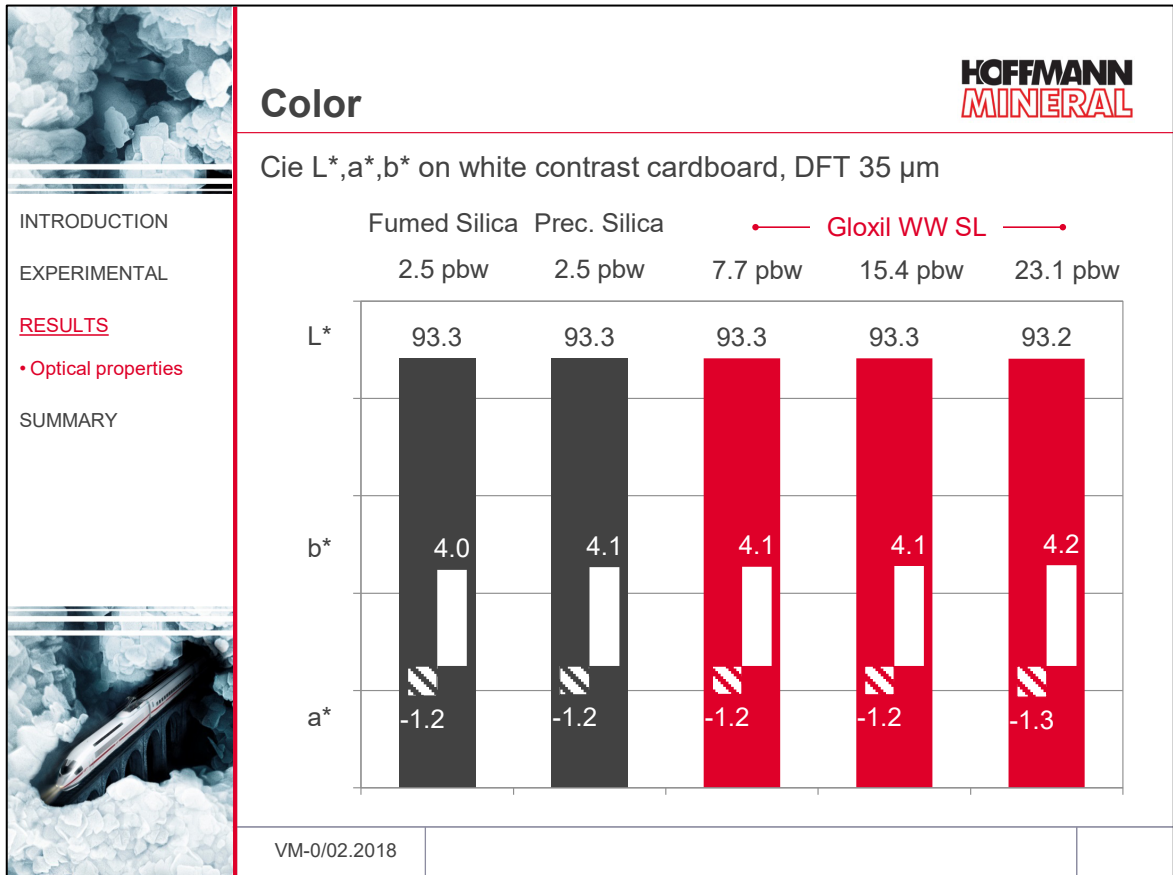 HOFFMANN
MINERAL
Color
Cie L*,a*,b* on white contrast cardboard, DFT 35 µm
INTRODUCTION
EXPERIMENTAL
RESULTS
• Optical properties
SUMMARY
Fumed Silica Prec. Silica Gloxil WW SL
2.5 pbw 2.5 pbw 7.7 pbw 15.4 pbw 23.1 pbw
L* 93.3 93.3 93.3 93.3 93.2
b* 4.0 4.1 4.1 4.1 4.2
a* -1.2 -1.2 -1.2 -1.2 -1.3
VM-0/02.2018